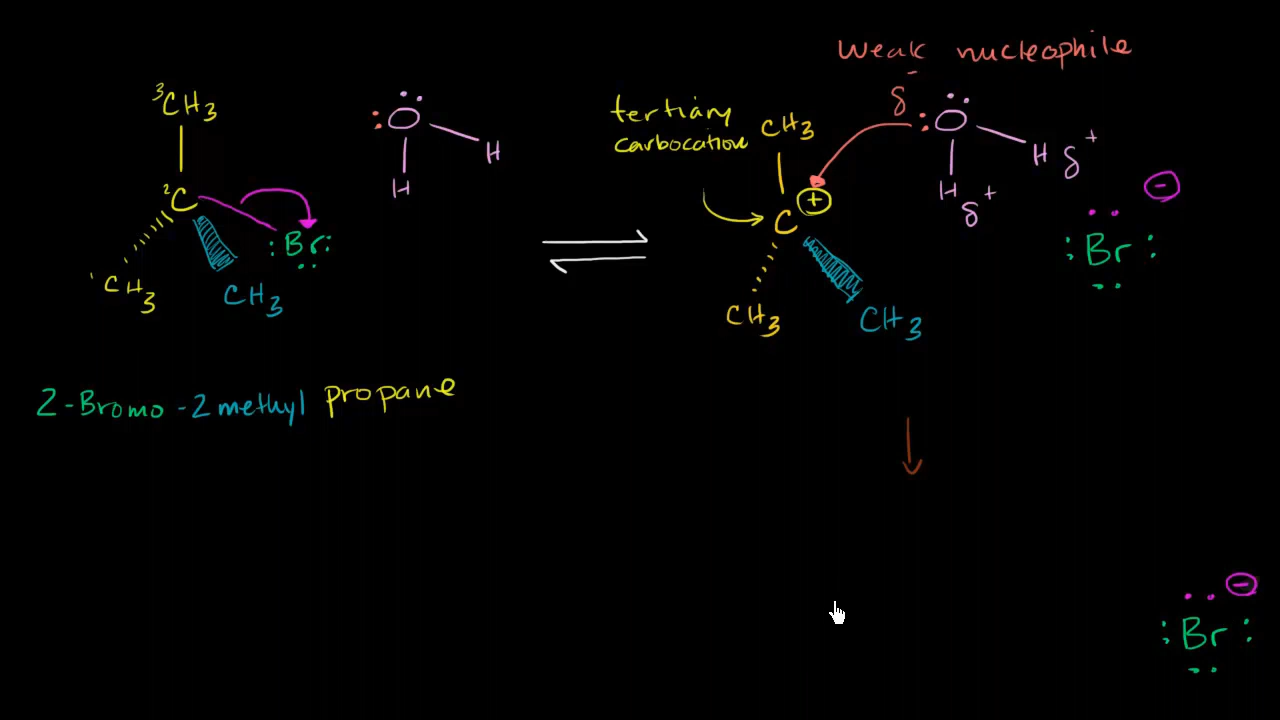 Weak nucleophile
³CH₃
:Ö
H
H
²C
:Br:
¹CH₃
CH₃
tertiary
carbocation
CH₃
C
+
CH₃
CH₃
δ-
:Ö
H δ+
H
δ+
:Br:
-
2-Bromo-2methyl propane
:Br:
-